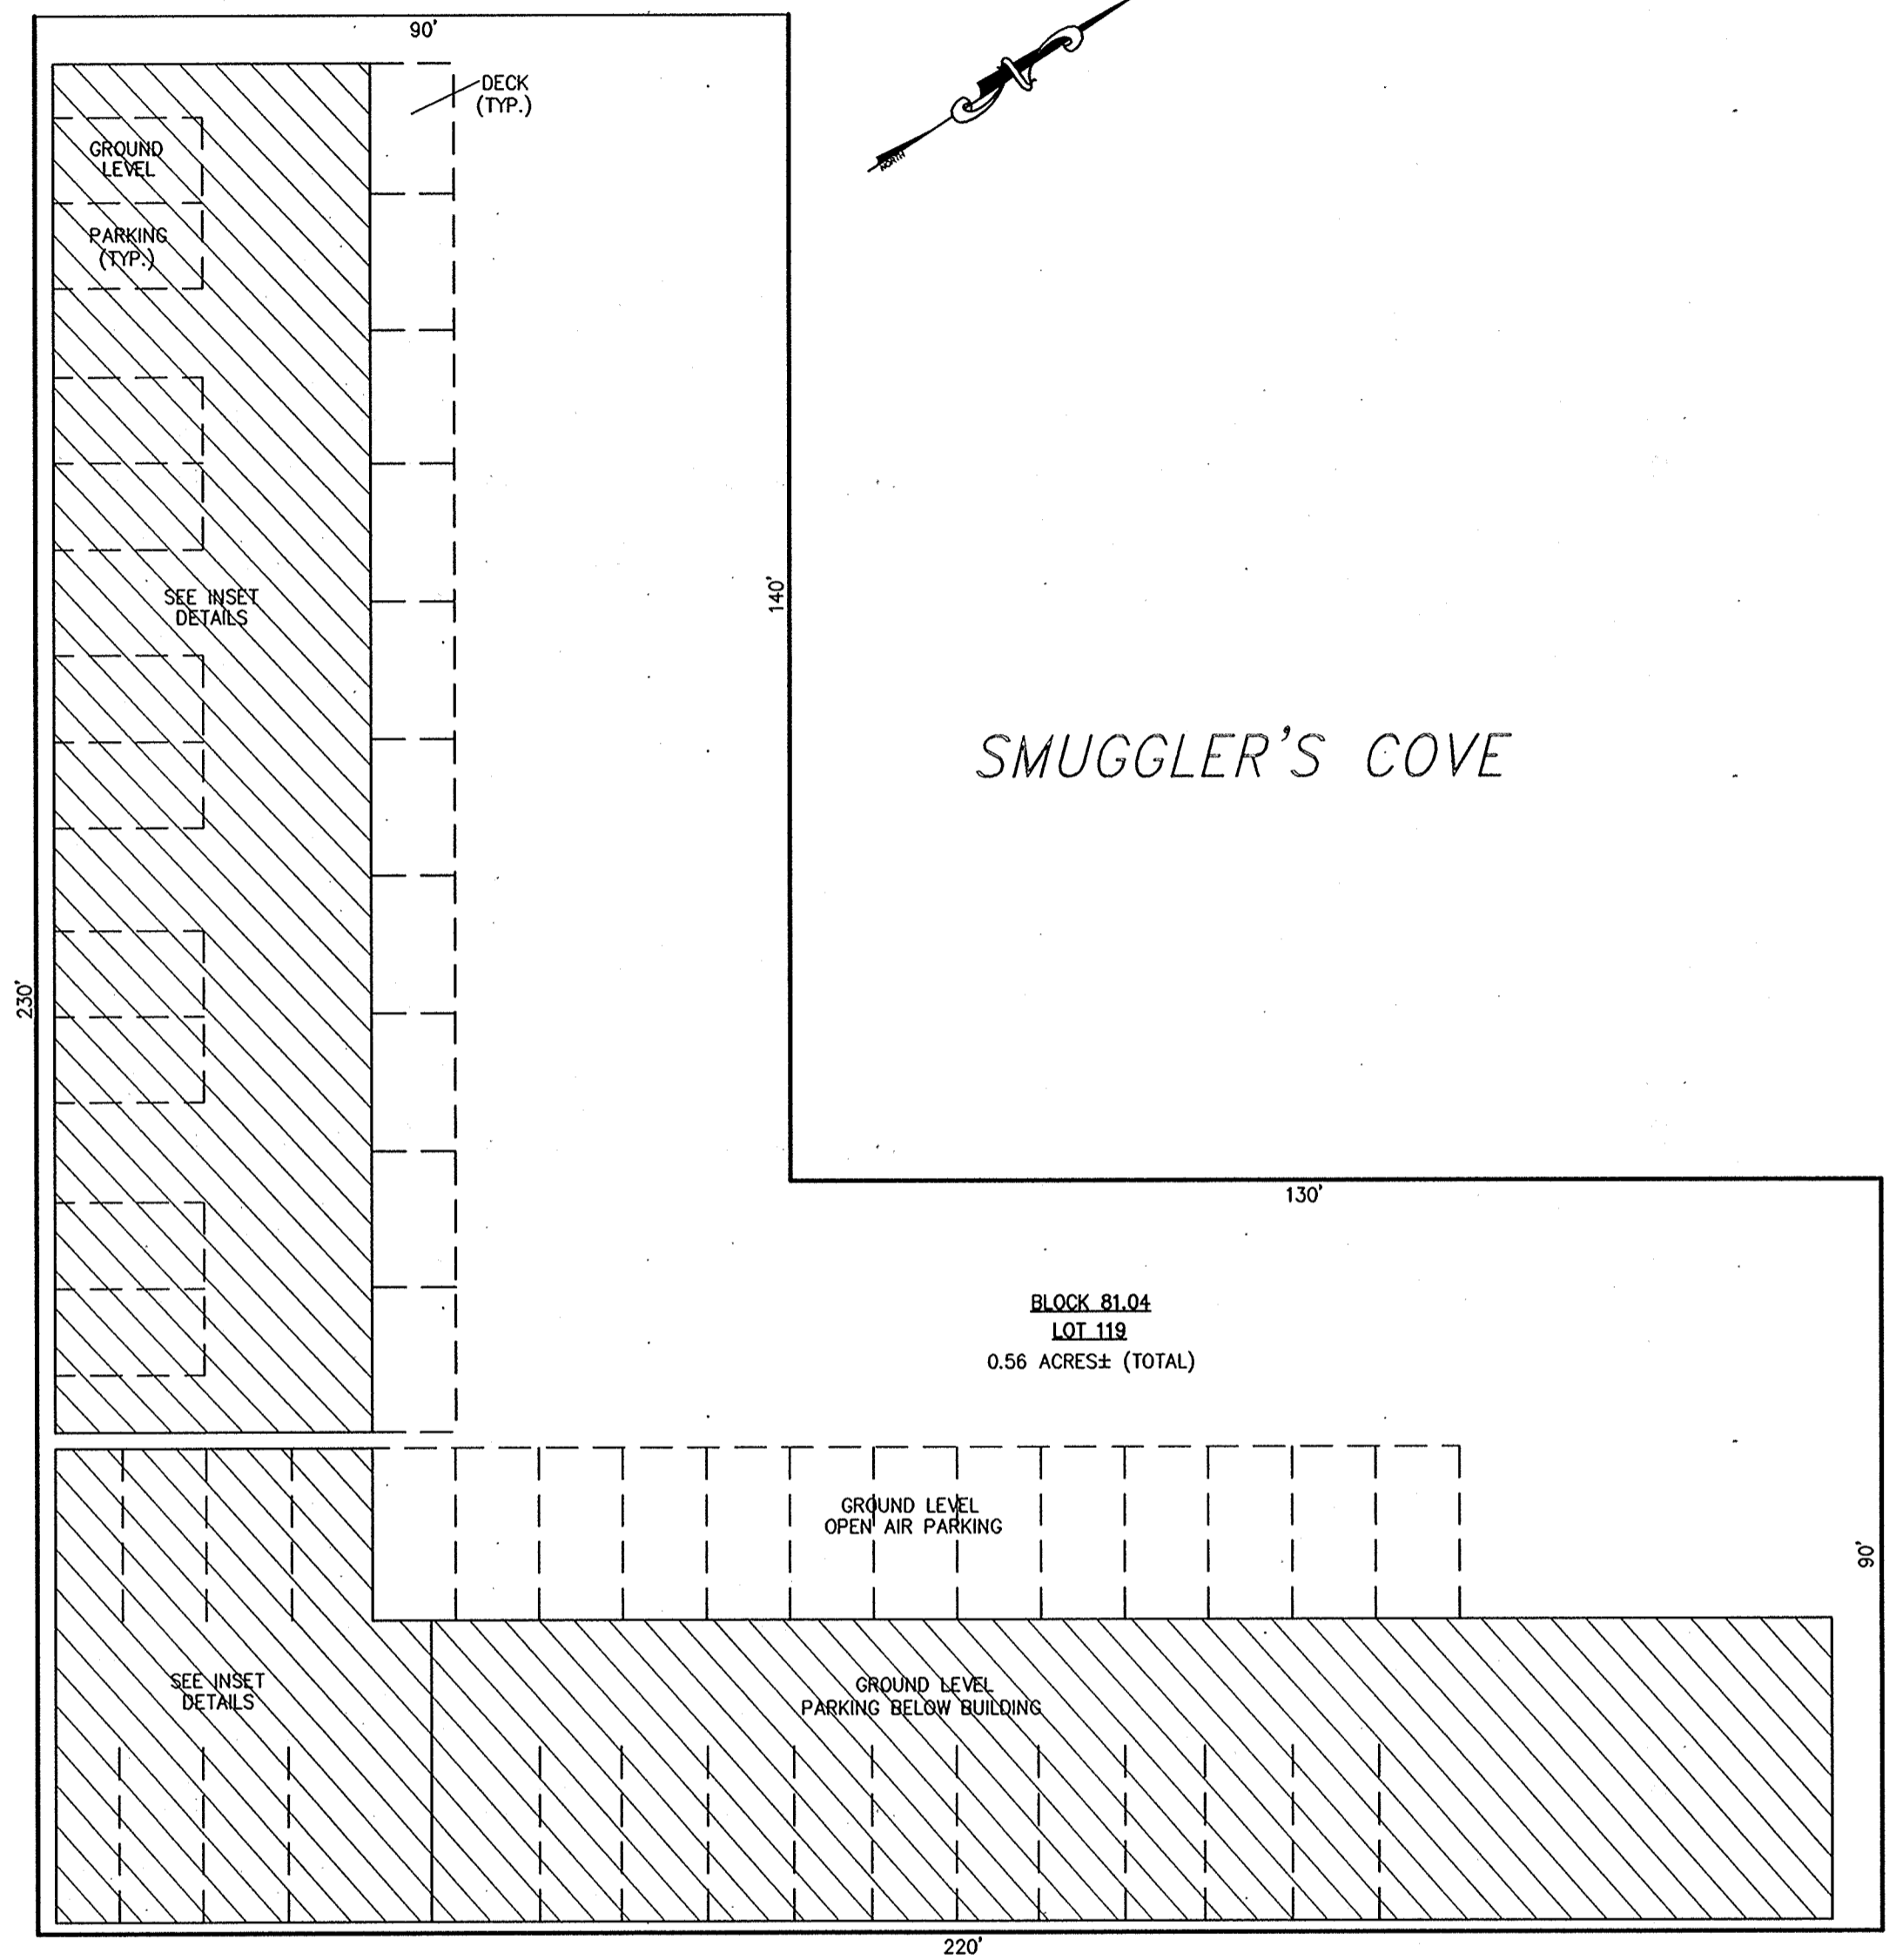 90'
DECK
(TYP.)
NORTH
GROUND
LEVEL
PARKING
(TYP.)
SEE INSET
DETAILS
140'
SMUGGLER'S COVE
230'
130'
BLOCK 81.04
LOT 119
0.56 ACRES± (TOTAL)
GROUND LEVEL
OPEN AIR PARKING
90'
SEE INSET
DETAILS
GROUND LEVEL
PARKING BELOW BUILDING
220'